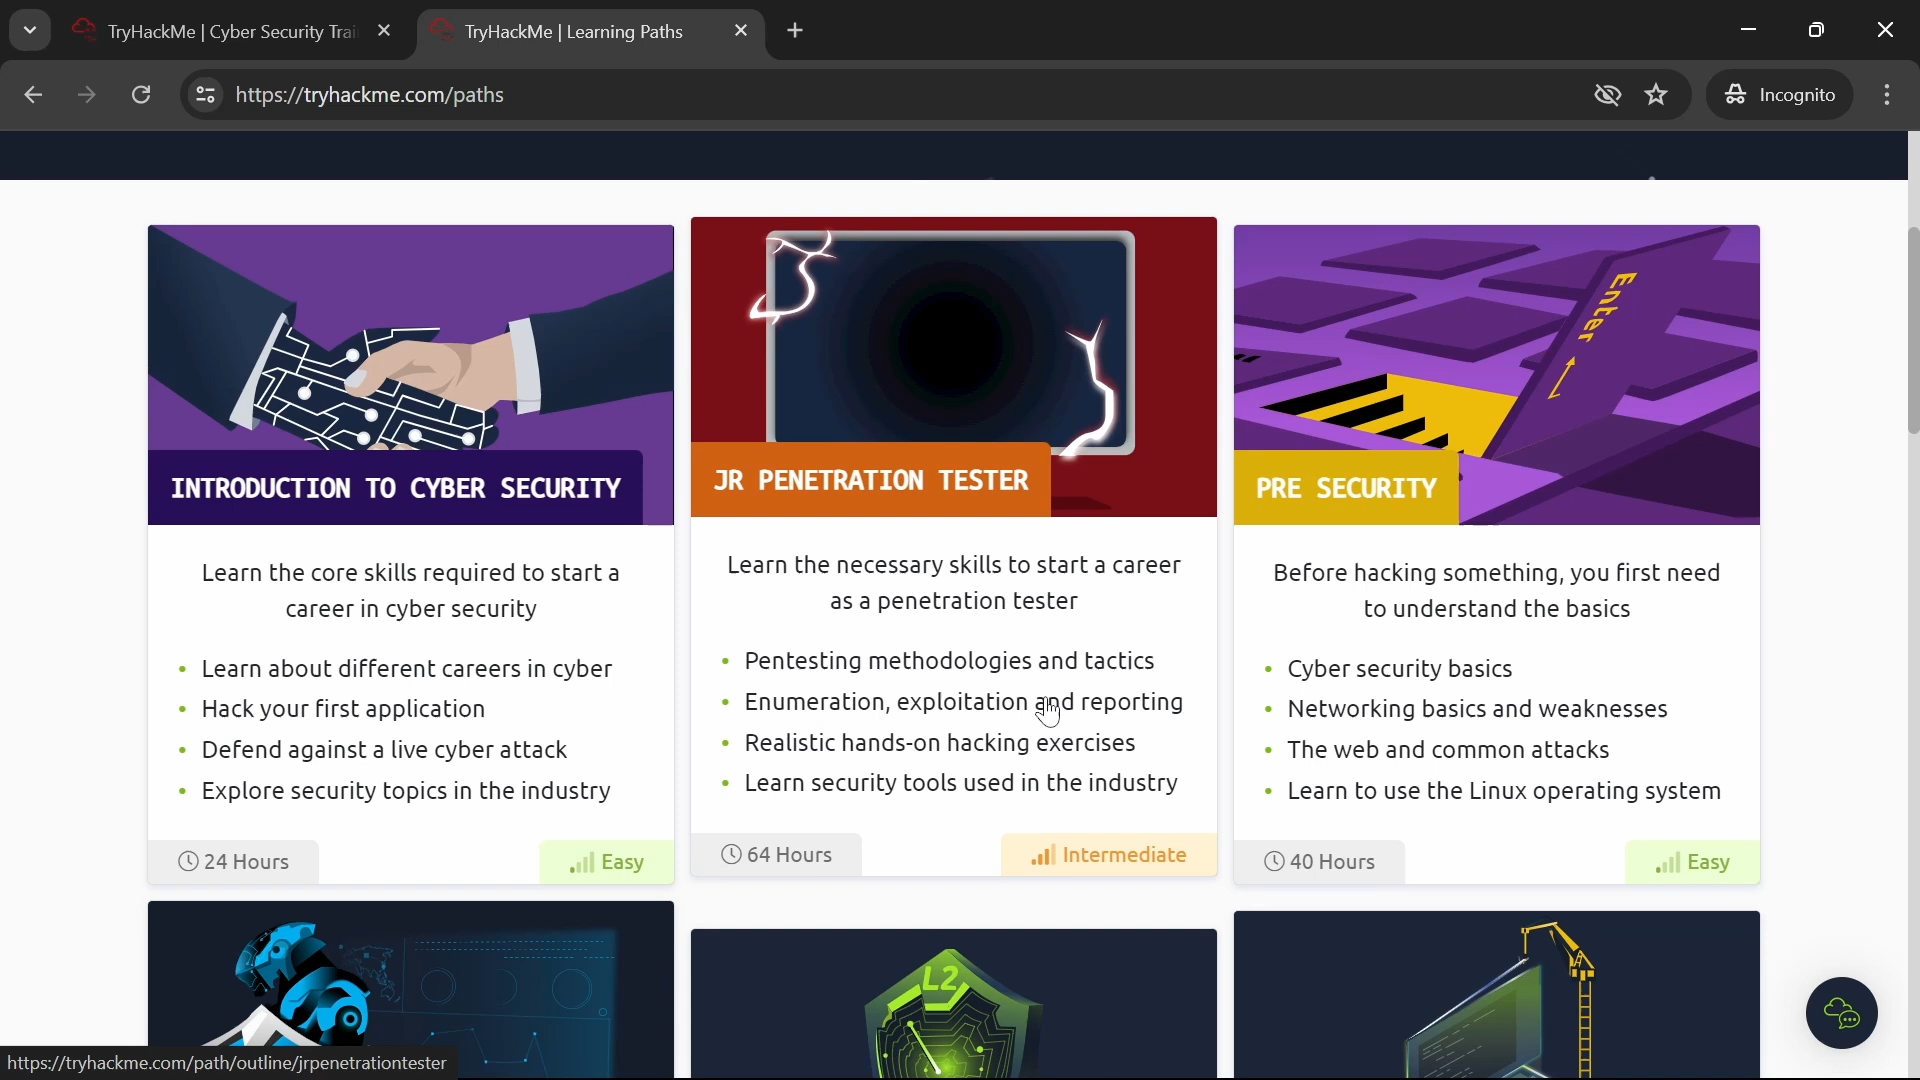 TryHackMe | Cyber Security Trai
TryHackMe | Learning Paths
https://tryhackme.com/paths
Incognito
Enter
INTRODUCTION TO CYBER SECURITY
Learn the core skills required to start a
career in cyber security
• Learn about different careers in cyber
• Hack your first application
• Defend against a live cyber attack
• Explore security topics in the industry
24 Hours
Easy
JR PENETRATION TESTER
Learn the necessary skills to start a career
as a penetration tester
• Pentesting methodologies and tactics
• Enumeration, exploitation and reporting
• Realistic hands-on hacking exercises
• Learn security tools used in the industry
64 Hours
Intermediate
PRE SECURITY
Before hacking something, you first need
to understand the basics
• Cyber security basics
• Networking basics and weaknesses
• The web and common attacks
• Learn to use the Linux operating system
40 Hours
Easy
L2
https://tryhackme.com/path/outline/jrpenetrationtester